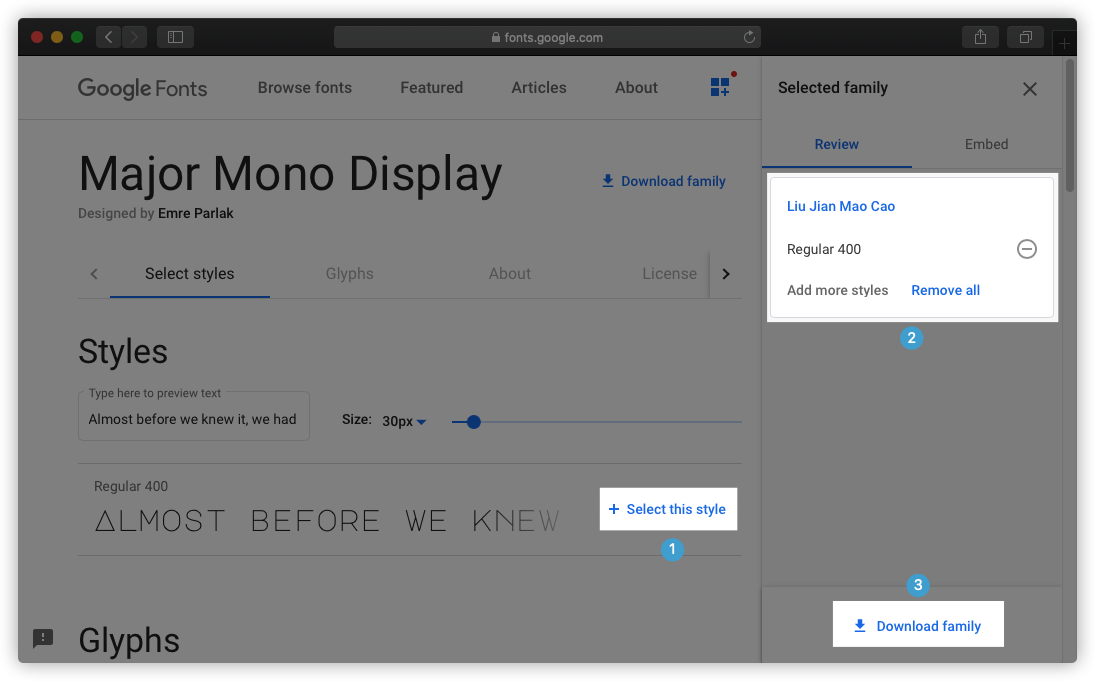 fonts.google.com
Google Fonts
Browse fonts
Featured
Articles
About
Selected family
Review
Embed
Major Mono Display
Download family
Designed by Emre Parlak
Liu Jian Mao Cao
Regular 400
Add more styles
Remove all
2
Select styles
Glyphs
About
License
Styles
Type here to preview text
Almost before we knew it, we had
Size:
30px
Regular 400
ALMOST BEFORE WE KNEW
Select this style
1
3
Download family
Glyphs